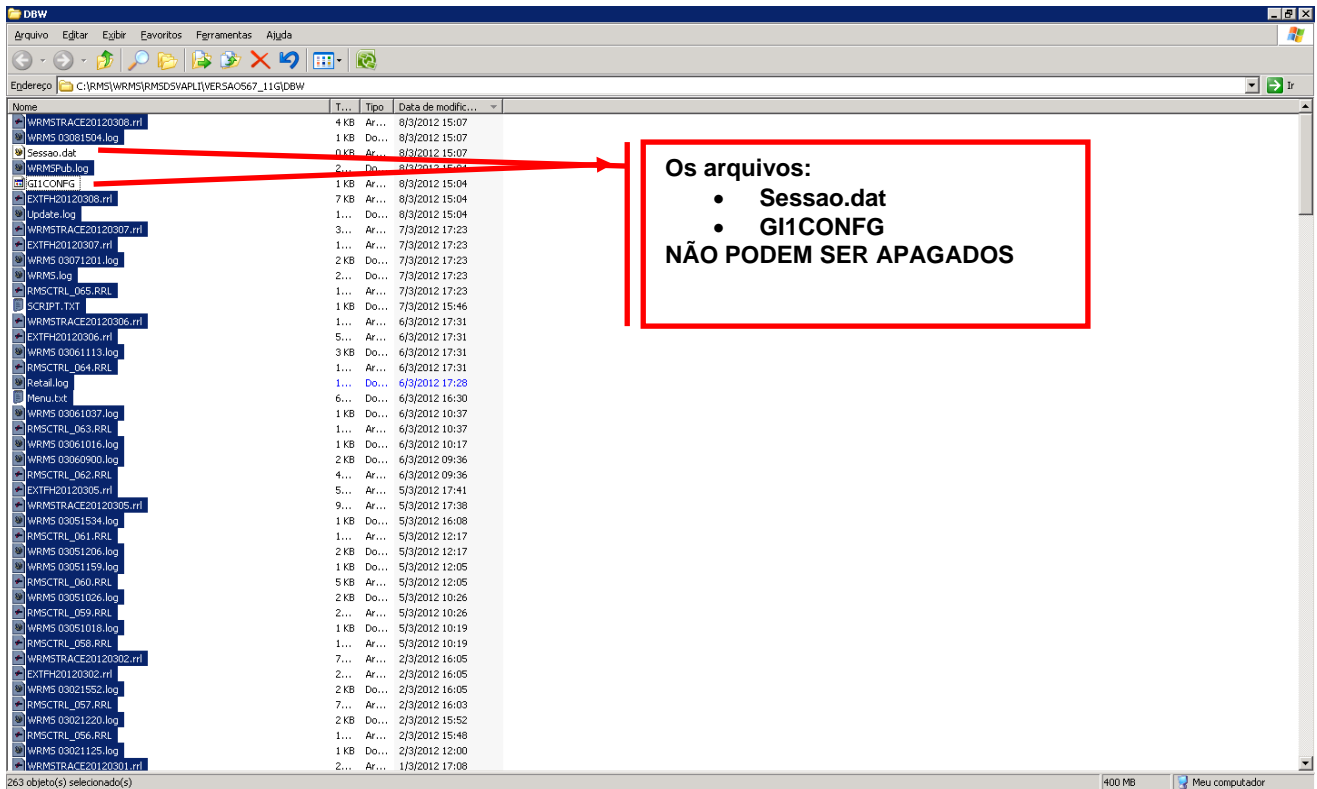 DBW
Arquivo Editar Exibir Favoritos Ferramentas Ajuda
Endereço C:\RMS\WRMS\RMSDSVAPLI\VERSAO567_11G\DBW Ir
Nome T... Tipo Data de modific...
WRMSTRACE20120308.rrl 4 KB Ar... 8/3/2012 15:07
WRMS 03081504.log 1 KB Do... 8/3/2012 15:07
Sessao.dat 0 KB Ar... 8/3/2012 15:07
WRMSPub.log 2... Do... 8/3/2012 15:04
GI1CONFG 1 KB Ar... 8/3/2012 15:04
EXTFH20120308.rrl 7 KB Ar... 8/3/2012 15:04
Update.log 1... Do... 8/3/2012 15:04
WRMSTRACE20120307.rrl 3... Ar... 7/3/2012 17:23
EXTFH20120307.rrl 1... Ar... 7/3/2012 17:23
WRMS 03071201.log 2 KB Do... 7/3/2012 17:23
WRMS.log 2... Do... 7/3/2012 17:23
RMSCTRL_065.RRL 1... Ar... 7/3/2012 17:23
SCRIPT.TXT 1 KB Do... 7/3/2012 15:46
WRMSTRACE20120306.rrl 1... Ar... 6/3/2012 17:31
EXTFH20120306.rrl 5... Ar... 6/3/2012 17:31
WRMS 03061113.log 3 KB Do... 6/3/2012 17:31
RMSCTRL_064.RRL 1... Ar... 6/3/2012 17:31
Retail.log 1... Do... 6/3/2012 17:28
Menu.txt 6... Do... 6/3/2012 16:30
WRMS 03061037.log 1 KB Do... 6/3/2012 10:37
RMSCTRL_063.RRL 1... Ar... 6/3/2012 10:37
WRMS 03061016.log 1 KB Do... 6/3/2012 10:17
WRMS 03060900.log 2 KB Do... 6/3/2012 09:36
RMSCTRL_062.RRL 4... Ar... 6/3/2012 09:36
EXTFH20120305.rrl 5... Ar... 5/3/2012 17:41
WRMSTRACE20120305.rrl 9... Ar... 5/3/2012 17:38
WRMS 03051534.log 1 KB Do... 5/3/2012 16:08
RMSCTRL_061.RRL 1... Ar... 5/3/2012 12:17
WRMS 03051206.log 2 KB Do... 5/3/2012 12:17
WRMS 03051159.log 1 KB Do... 5/3/2012 12:05
RMSCTRL_060.RRL 5 KB Ar... 5/3/2012 12:05
WRMS 03051026.log 2 KB Do... 5/3/2012 10:26
RMSCTRL_059.RRL 2... Ar... 5/3/2012 10:26
WRMS 03051018.log 1 KB Do... 5/3/2012 10:19
RMSCTRL_058.RRL 1... Ar... 5/3/2012 10:19
WRMSTRACE20120302.rrl 7... Ar... 2/3/2012 16:05
EXTFH20120302.rrl 2... Ar... 2/3/2012 16:05
WRMS 03021552.log 2 KB Do... 2/3/2012 16:05
RMSCTRL_057.RRL 7... Ar... 2/3/2012 16:03
WRMS 03021220.log 2 KB Do... 2/3/2012 15:52
RMSCTRL_056.RRL 1... Ar... 2/3/2012 15:48
WRMS 03021125.log 1 KB Do... 2/3/2012 12:00
WRMSTRACE20120301.rrl 2... Ar... 1/3/2012 17:08
Os arquivos:
• Sessao.dat
• GI1CONFG
NÃO PODEM SER APAGADOS
263 objeto(s) selecionado(s) 400 MB Meu computador